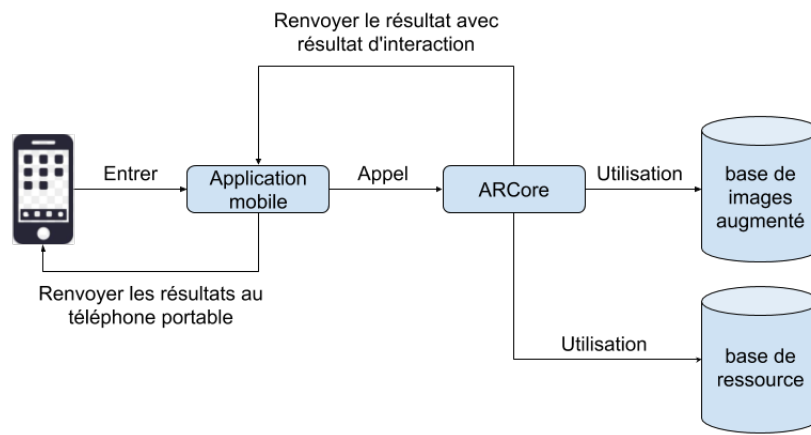 Renvoyer le résultat avec
résultat d'interaction
Entrer
Application
mobile
Appel
ARCore
Utilisation
base de
images
augmenté
Renvoyer les résultats au
téléphone portable
Utilisation
base de
ressource